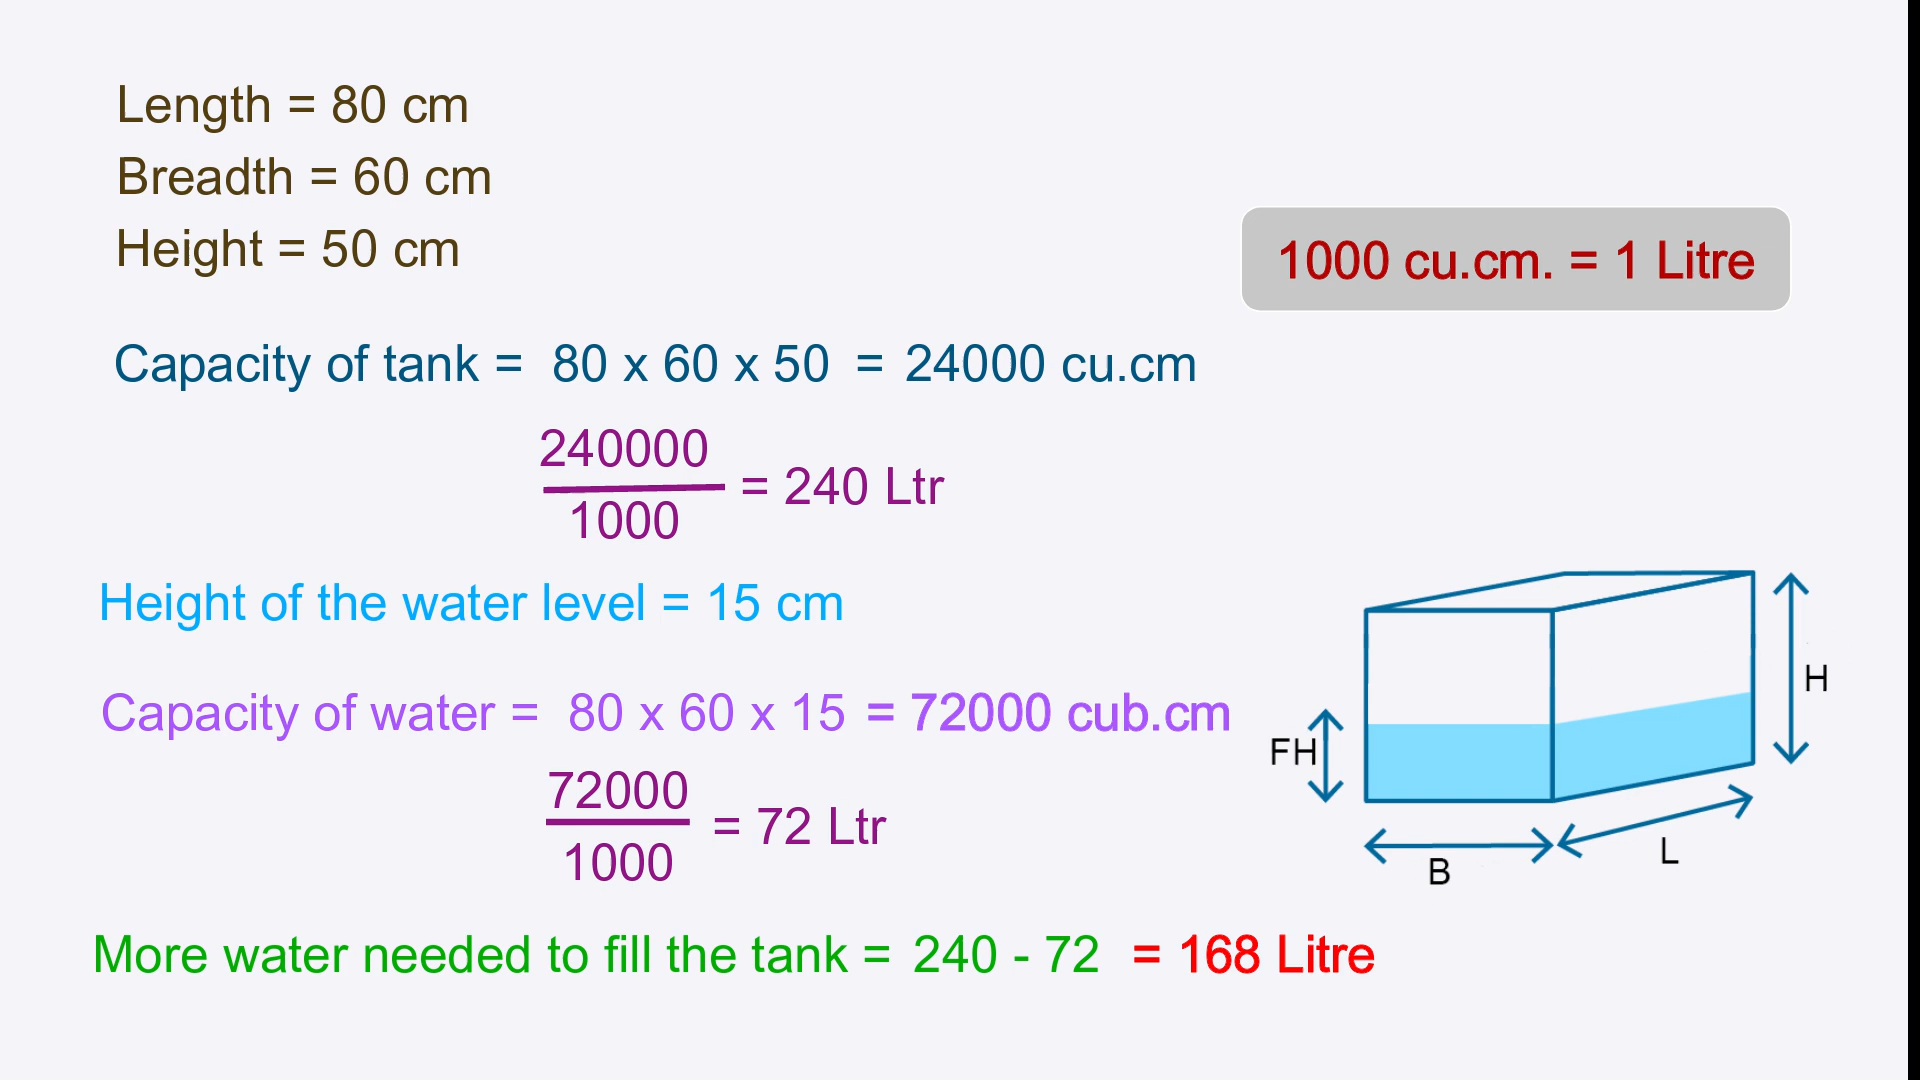 Length = 80 cm
Breadth = 60 cm
Height = 50 cm
1000 cu.cm. = 1 Litre
Capacity of tank = 80 x 60 x 50 = 24000 cu.cm
240000
1000
= 240 Ltr
Height of the water level = 15 cm
Capacity of water = 80 x 60 x 15 = 72000 cub.cm
72000
1000
= 72 Ltr
H
FH
B
L
More water needed to fill the tank = 240 - 72 = 168 Litre